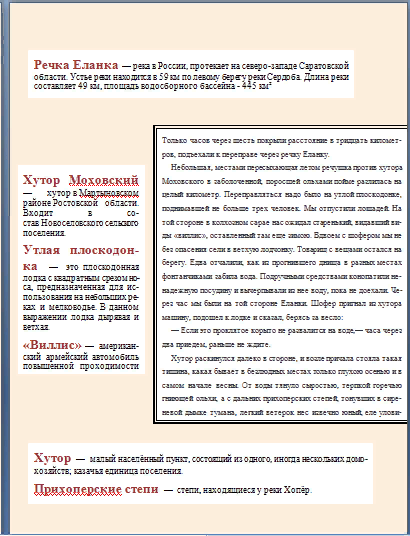 Речка Еланка — река в России, протекает на северо-западе Саратовской
области. Устье реки находится в 59 км по левому берегу реки Сердоба. Длина реки
составляет 49 км, площадь водосборного бассейна - 445 км²
Хутор Моховский
— хутор в Мартыновском
районе Ростовской области.
Входит в со-
став Новоселовского сельского
поселения.
Утлая плоскодон-
ка — это плоскодонная
лодка с квадратным срезом но-
са, предназначенная для ис-
пользования на небольших ре-
ках и мелководье. В данном
выражении лодка дырявая и
ветхая.
«Виллис» — американ-
ский армейский автомобиль
повышенной проходимости
Только часов через шесть покрыли расстояние в тридцать километ-
ров, подъехали к переправе через речку Еланку.
Небольшая, местами пересыхающая летом речушка против хутора
Моховского в заболоченной, поросшей ольхами пойме разлилась на
целый километр. Переправляться надо было на утлой плоскодонке,
поднимавшей не больше трех человек. Мы отпустили лошадей. На
той стороне в колхозном сарае нас ожидал старенький, видавший ви-
ды «виллис», оставленный там еще зимою. Вдвоем с шофером мы не
без опасения сели в ветхую лодчонку. Товарищ с вещами остался на
берегу. Едва отчалили, как из прогнившего днища в разных местах
фонтанчиками забила вода. Подручными средствами конопатили не-
надежную посудину и вычерпывали из нее воду, пока не доехали. Че-
рез час мы были на той стороне Еланки. Шофер пригнал из хутора
машину, подошел к лодке и сказал, берясь за весло:
— Если это проклятое корыто не развалится на воде,— часа через
два приедем, раньше не ждите.
Хутор раскинулся далеко в стороне, и возле причала стояла такая
тишина, какая бывает в безлюдных местах только глухою осенью и в
самом начале весны. От воды тянуло сыростью, терпкой горечью
гниющей ольхи, а с дальних прихоперских степей, тонувших в сире-
невой дымке тумана, легкий ветерок нес извечно юный, еле улови-
Хутор — малый населённый пункт, состоящий из одного, иногда нескольких домо-
хозяйств; казачья единица поселения.
Прихоперские степи — степи, находящиеся у реки Хопёр.